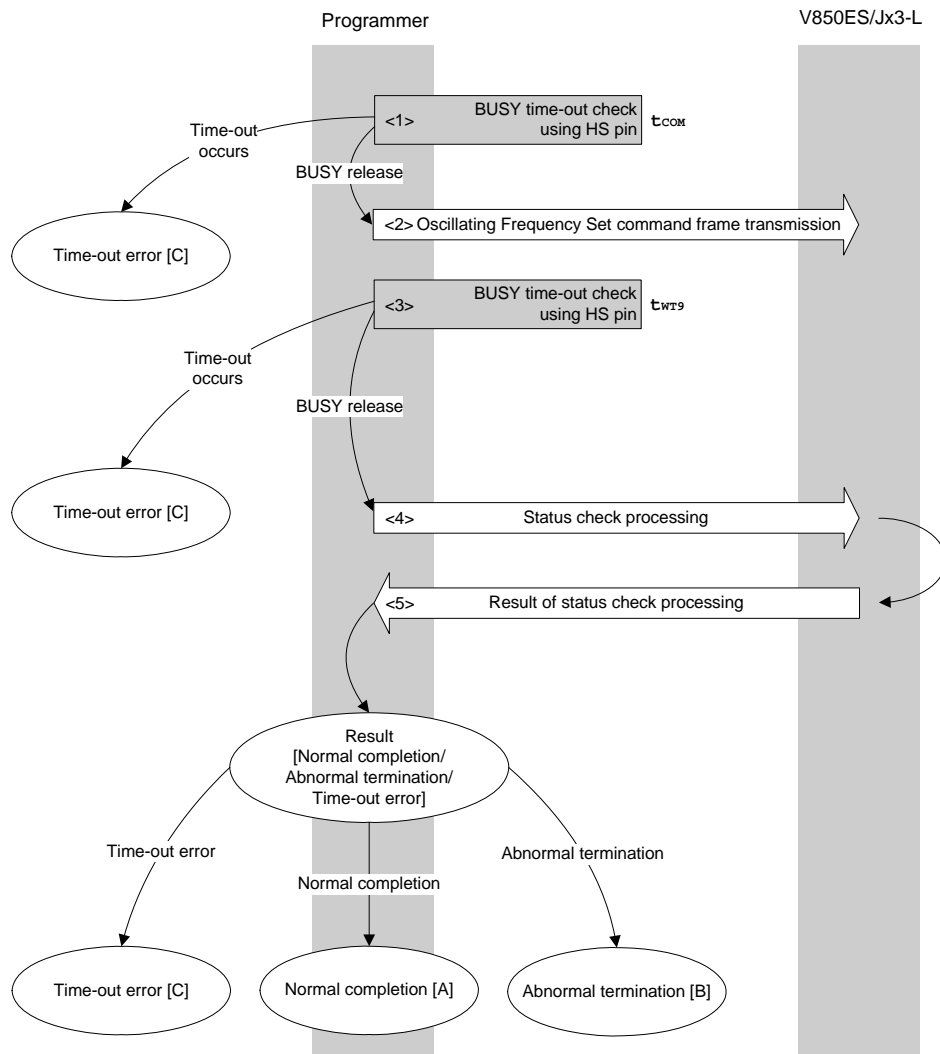 Programmer
V850ES/Jx3-L
<1>
BUSY time-out check
using HS pin
tCOM
Time-out
occurs
BUSY release
Time-out error [C]
<2> Oscillating Frequency Set command frame transmission
<3>
BUSY time-out check
using HS pin
tWT9
Time-out
occurs
BUSY release
Time-out error [C]
<4>
Status check processing
<5>
Result of status check processing
Result
[Normal completion/
Abnormal termination/
Time-out error]
Time-out error
Normal completion
Abnormal termination
Time-out error [C]
Normal completion [A]
Abnormal termination [B]